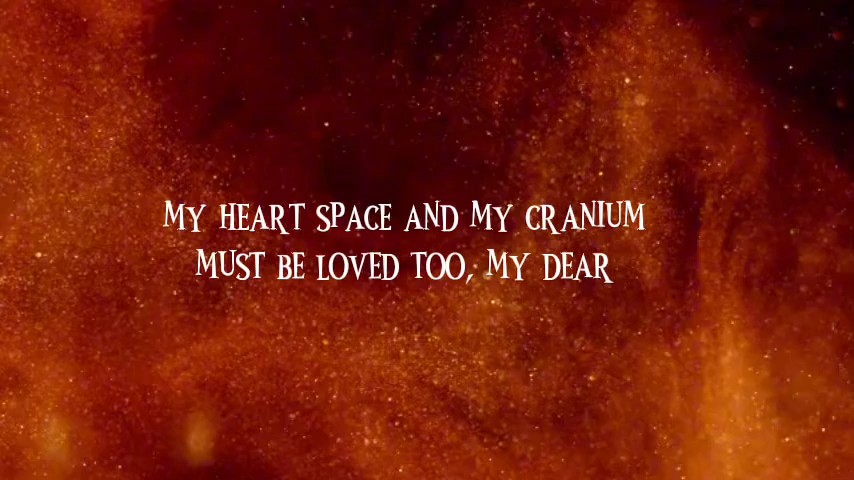 MY HEART SPACE AND MY CRANIUM
MUST BE LOVED TOO, MY DEAR